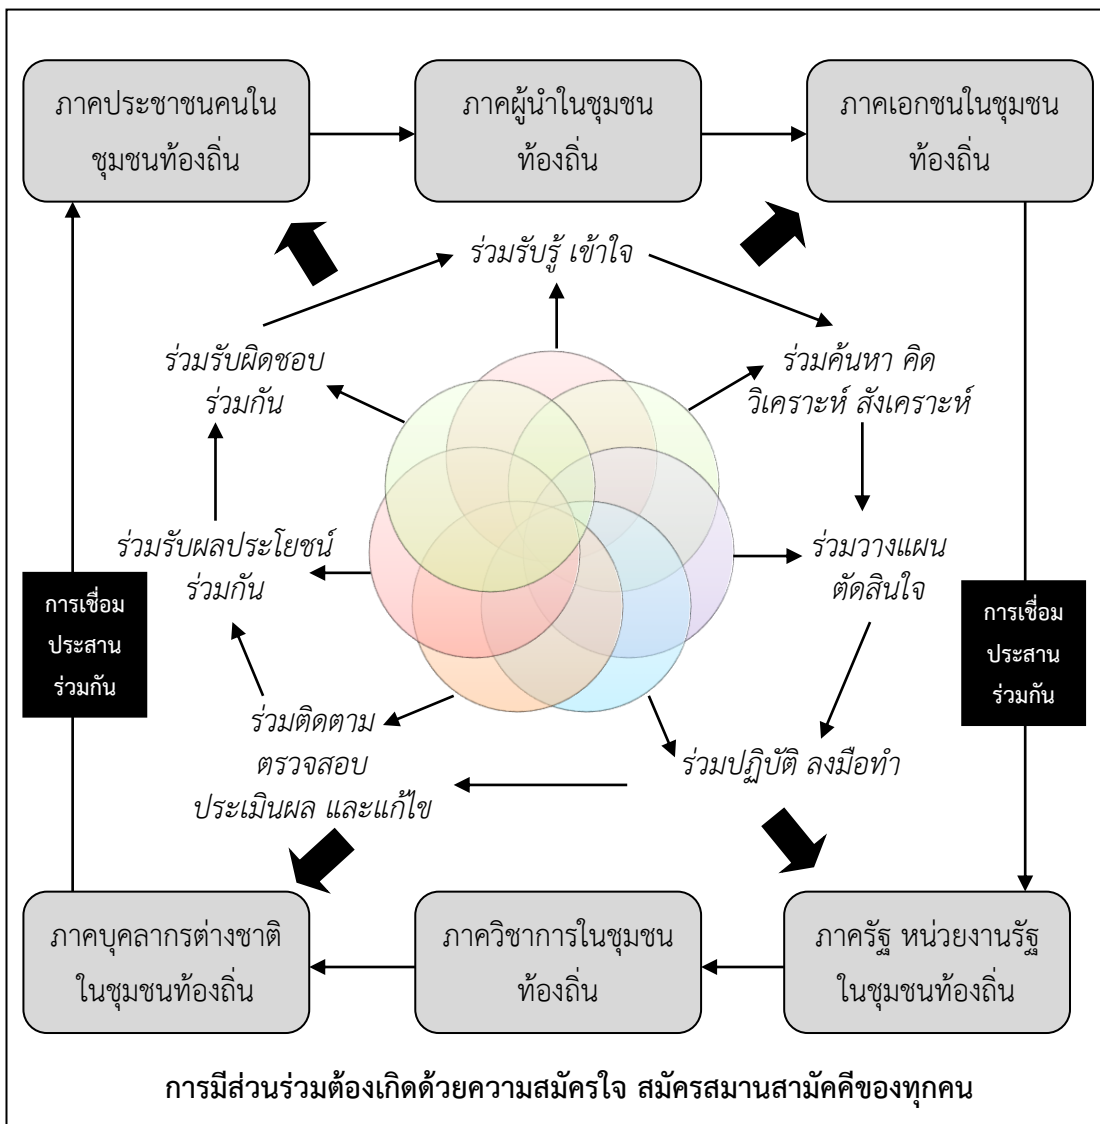 ภาคประชาชนคนใน
ชุมชนท้องถิ่น
ภาคผู้นำในชุมชน
ท้องถิ่น
ภาคเอกชนในชุมชน
ท้องถิ่น
ร่วมรับรู้ เข้าใจ
ร่วมรับผิดชอบ
ร่วมกัน
ร่วมค้นหา คิด
วิเคราะห์ สังเคราะห์
ร่วมรับผลประโยชน์
ร่วมกัน
ร่วมวางแผน
ตัดสินใจ
การเชื่อม
ประสาน
ร่วมกัน
การเชื่อม
ประสาน
ร่วมกัน
ร่วมติดตาม
ตรวจสอบ
ประเมินผล และแก้ไข
ร่วมปฏิบัติ ลงมือทำ
ภาคบุคลากรต่างชาติ
ในชุมชนท้องถิ่น
ภาควิชาการในชุมชน
ท้องถิ่น
ภาครัฐ หน่วยงานรัฐ
ในชุมชนท้องถิ่น
การมีส่วนร่วมต้องเกิดด้วยความสมัครใจ สมัครสมานสามัคคีของทุกคน